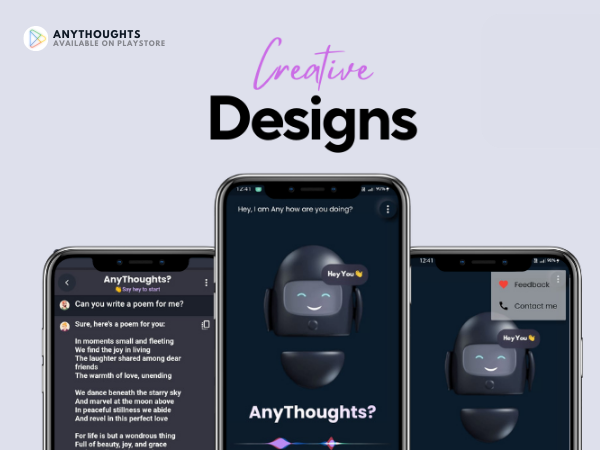 ANYTHOUGHTS
AVAILABLE ON PLAYSTORE
Creative
Designs
AnyThoughts?
👋 Say hey to start
Can you write a poem for me?
Sure, here's a poem for you:
In moments small and fleeting
We find the joy in living
The laughter shared among dear
friends
The warmth of love, unending
We dance beneath the starry sky
And marvel at the moon above
In peaceful stillness we abide
And revel in this perfect love
For life is but a wondrous thing
Full of beauty, joy, and grace
12:41
90%
Hey, I am Any how are you doing?
Hey You 👋
AnyThoughts?
12:41
90%
Feedback
Contact me
Hey You 👋